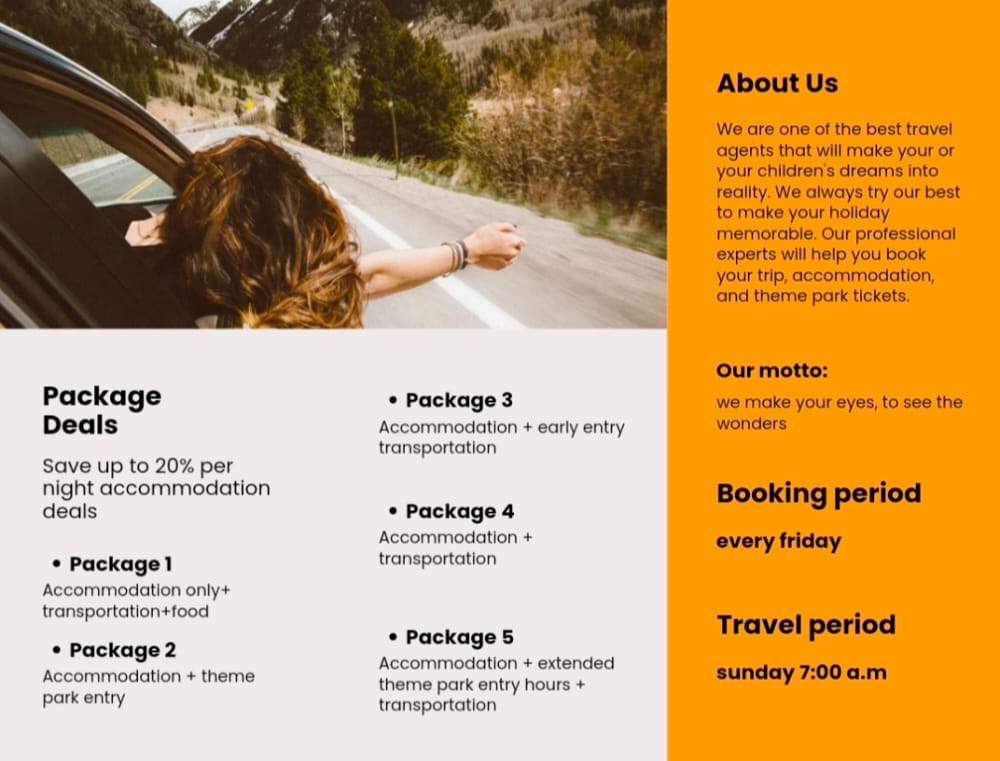 Package
Deals
Save up to 20% per
night accommodation
deals
• Package 1
Accommodation only+
transportation+food
• Package 2
Accommodation + theme
park entry
• Package 3
Accommodation + early entry
transportation
• Package 4
Accommodation +
transportation
• Package 5
Accommodation + extended
theme park entry hours +
transportation
About Us
We are one of the best travel
agents that will make your or
your children's dreams into
reality. We always try our best
to make your holiday
memorable. Our professional
experts will help you book
your trip, accommodation,
and theme park tickets.
Our motto:
we make your eyes, to see the
wonders
Booking period
every friday
Travel period
sunday 7:00 a.m